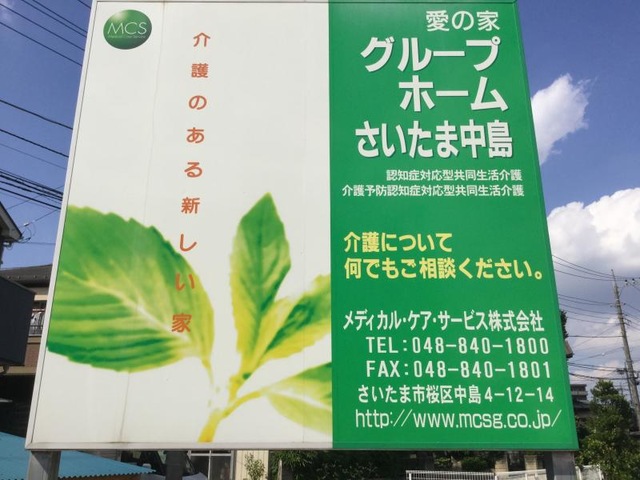 MCS
介護のある新しい家
愛の家
グループ
ホーム
さいたま中島
認知症対応型共同生活介護
介護予防認知症対応型共同生活介護
介護について
何でもご相談ください。
メディカル・ケア・サービス株式会社
TEL:048-840-1800
FAX:048-840-1801
さいたま市桜区中島4-12-14
http://www.mcsg.co.jp/